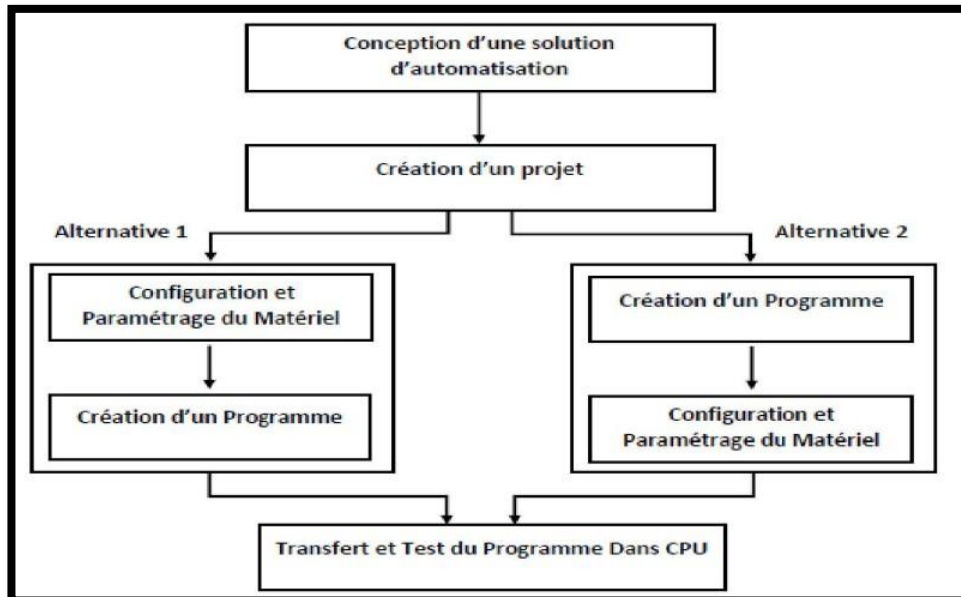 Conception d'une solution
d'automatisation
Création d'un projet
Alternative 1
Alternative 2
Configuration et
Paramétrage du Matériel
Création d'un Programme
Création d'un Programme
Configuration et
Paramétrage du Matériel
Transfert et Test du Programme Dans CPU